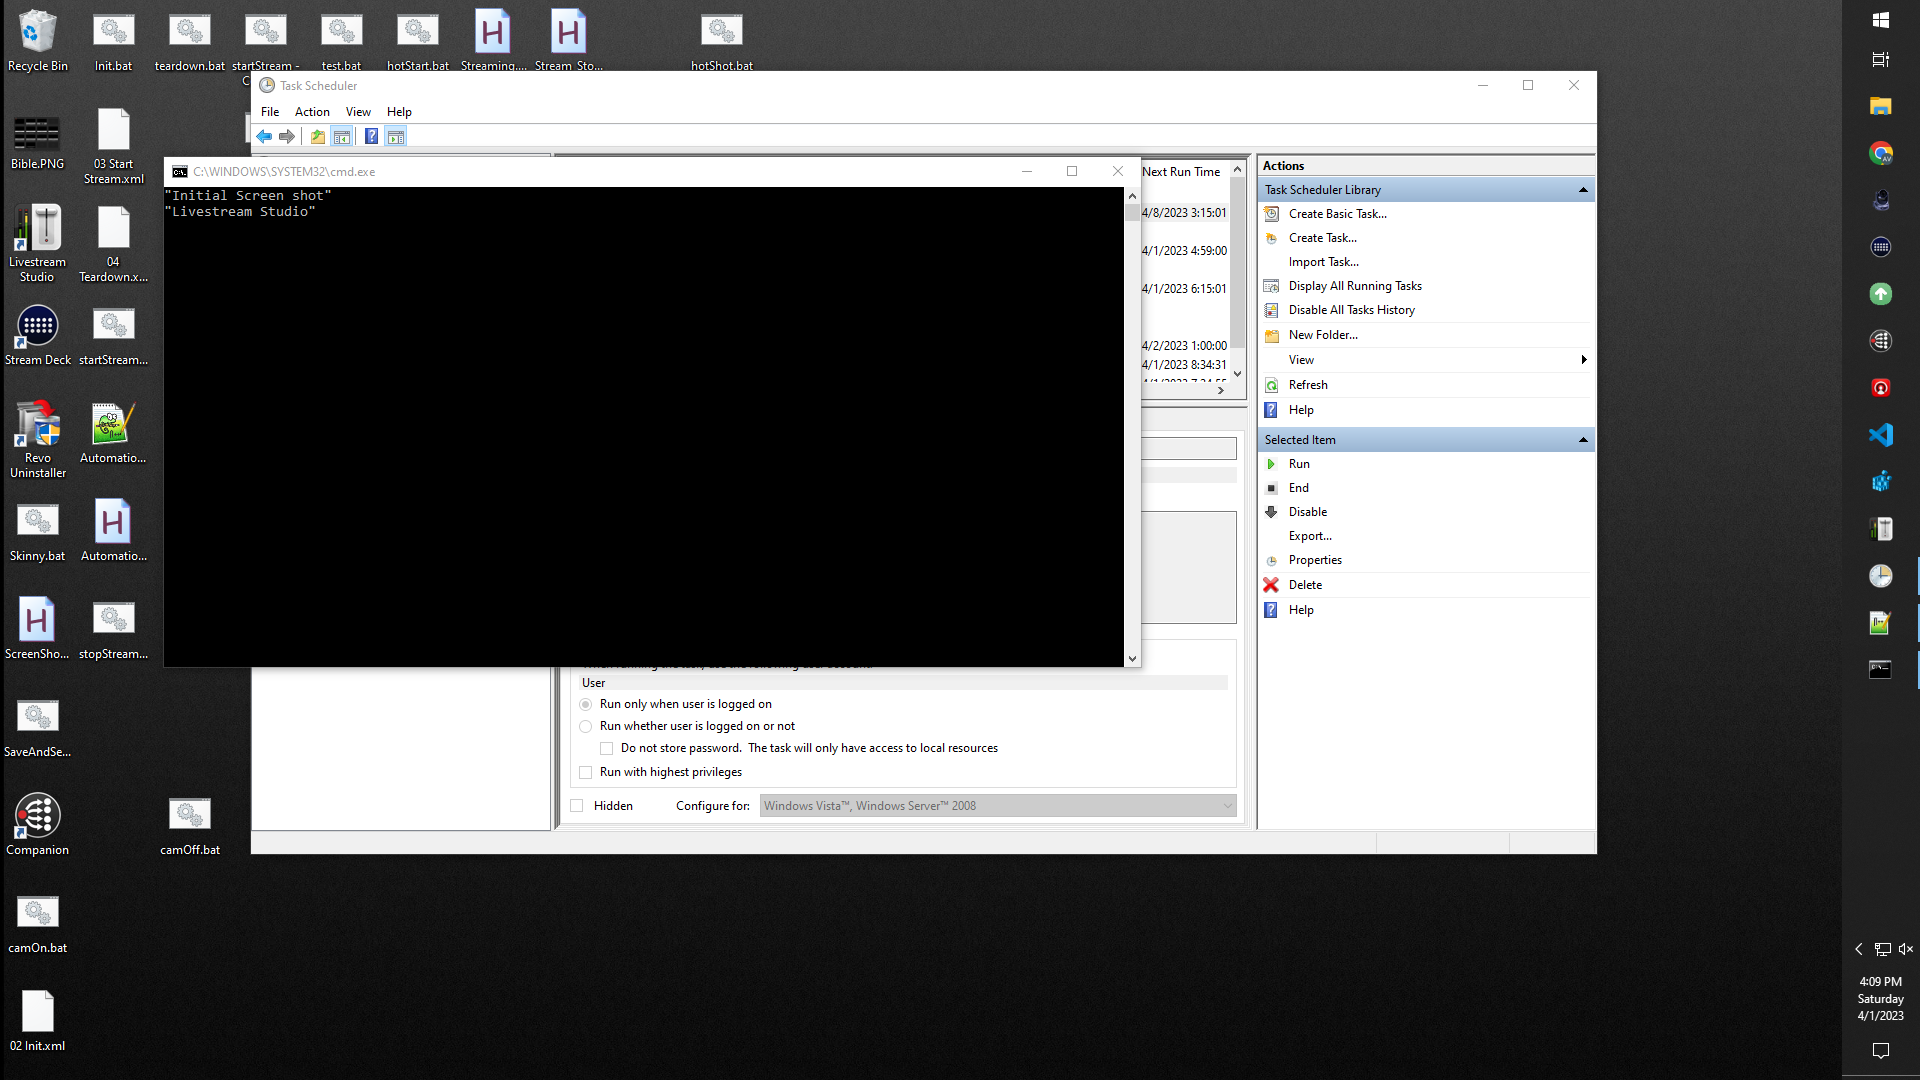 Recycle Bin
Init.bat
teardown.bat
startStream -
test.bat
hotStart.bat
Streaming....
Stream_Sto...
hotShot.bat
Task Scheduler
File
Action
View
Help
Bible.PNG
03 Start
Stream.xml
C:\WINDOWS\SYSTEM32\cmd.exe
"Initial Screen shot"
"Livestream Studio"
Next Run Time
4/8/2023 3:15:01
4/1/2023 4:59:00
4/1/2023 6:15:01
4/2/2023 1:00:00
4/1/2023 8:34:31
Actions
Task Scheduler Library
Create Basic Task...
Create Task...
Import Task...
Display All Running Tasks
Disable All Tasks History
New Folder...
View
Refresh
Help
Selected Item
Run
End
Disable
Export...
Properties
Delete
Help
Livestream
Studio
04
Teardown.x...
Stream Deck
startStream...
Revo
Uninstaller
Automatio...
Skinny.bat
Automatio...
ScreenSho...
stopStream...
SaveAndSe...
Companion
camOff.bat
camOn.bat
02 Init.xml
User
Run only when user is logged on
Run whether user is logged on or not
Do not store password.  The task will only have access to local resources
Run with highest privileges
Hidden
Configure for:
Windows Vista™, Windows Server™ 2008
4:09 PM
Saturday
4/1/2023